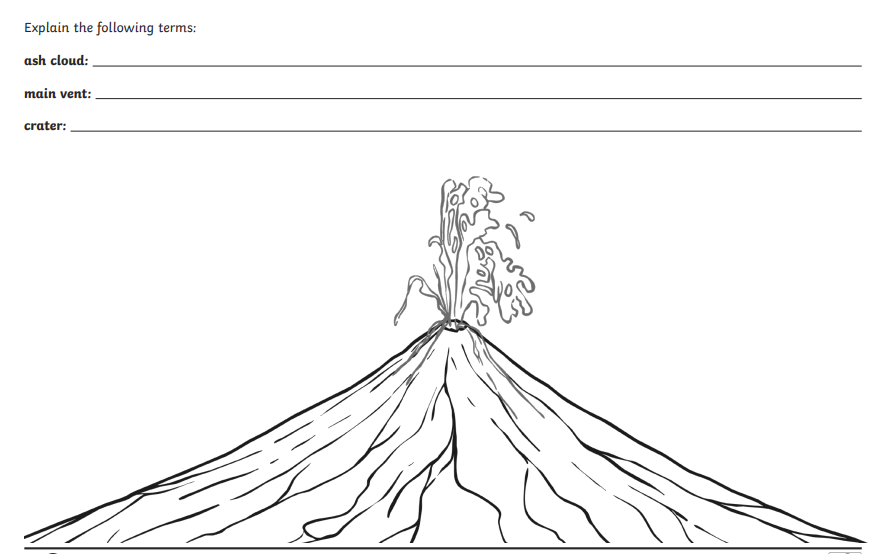 Explain the following terms:
ash cloud:
main vent:
crater: